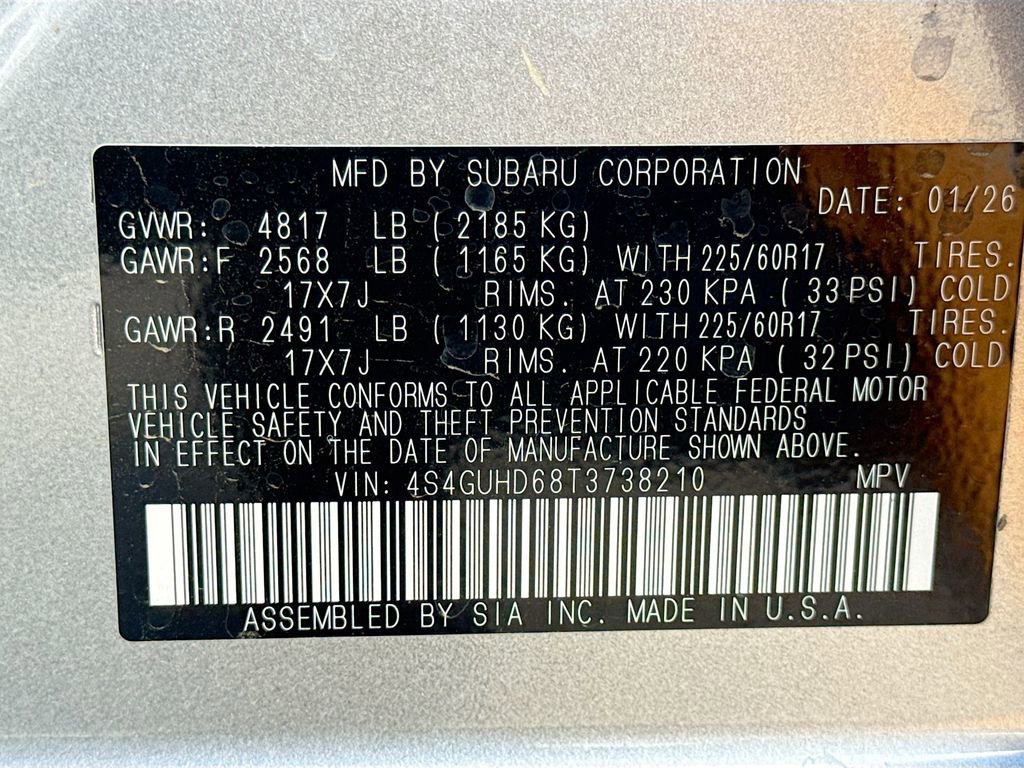 MFD BY SUBARU CORPORATION
DATE: 01/26
GVWR: 4817 LB ( 2185 KG)
GAWR:F 2568 LB ( 1165 KG) WITH 225/60R17 TIRES.
17X7J RIMS. AT 230 KPA ( 33 PSI) COLD
GAWR:R 2491 LB ( 1130 KG) WITH 225/60R17 TIRES.
17X7J RIMS. AT 220 KPA ( 32 PSI) COLD
THIS VEHICLE CONFORMS TO ALL APPLICABLE FEDERAL MOTOR
VEHICLE SAFETY AND THEFT PREVENTION STANDARDS
IN EFFECT ON THE DATE OF MANUFACTURE SHOWN ABOVE.
VIN: 4S4GUHD68T3738210 MPV
ASSEMBLED BY SIA INC. MADE IN U.S.A.